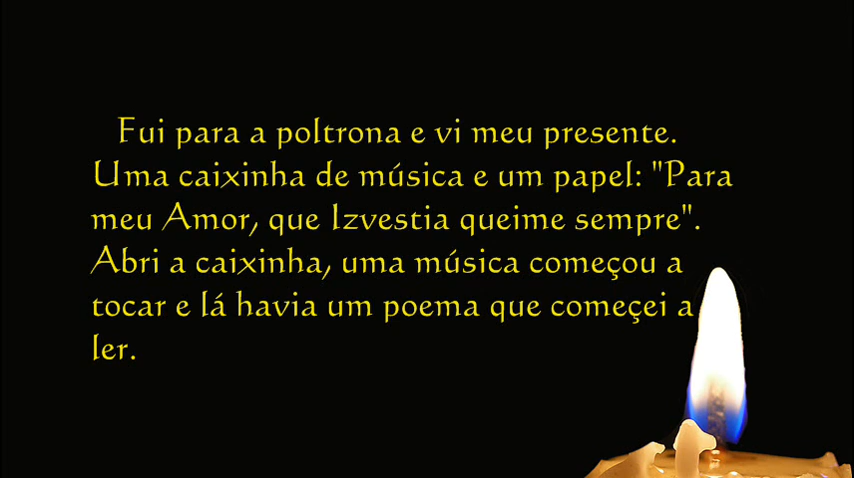 Fui para a poltrona e vi meu presente.
Uma caixinha de música e um papel: "Para
meu Amor, que Izvestia queime sempre".
Abri a caixinha, uma música começou a
tocar e lá havia um poema que começei a
ler.